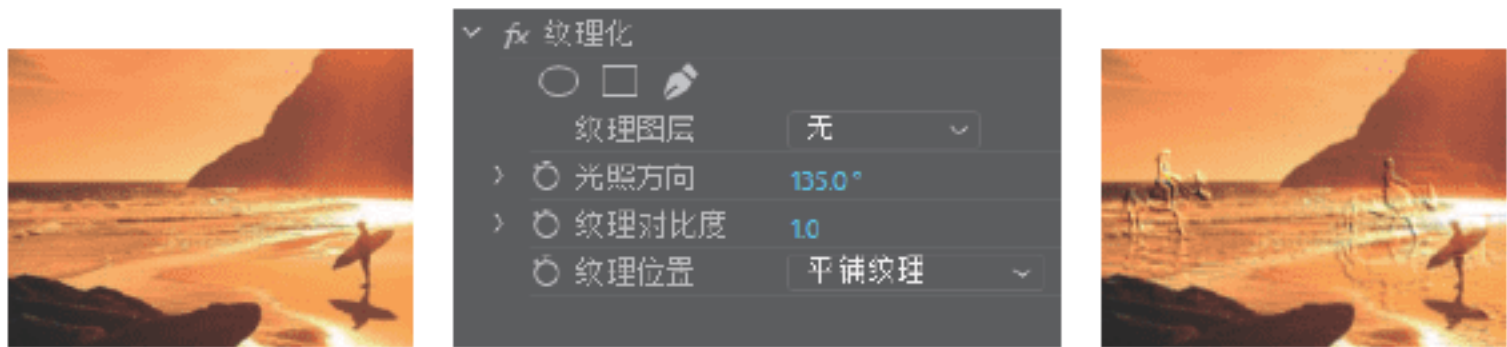 fx 纹理化
纹理图层 无
光照方向 135.0°
纹理对比度 1.0
纹理位置 平铺纹理